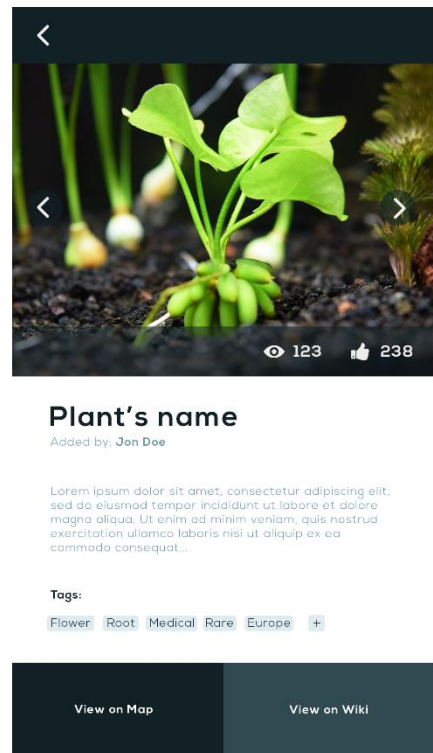 123 238
Plant's name
Added by: Jon Doe
Lorem ipsum dolor sit amet, consectetur adipiscing elit,
sed do eiusmod tempor incididunt ut labore et dolore
magna aliqua. Ut enim ad minim veniam, quis nostrud
exercitation ullamco laboris nisi ut aliquip ex ea
commodo consequat...
Tags:
Flower Root Medical Rare Europe +
View on Map View on Wiki